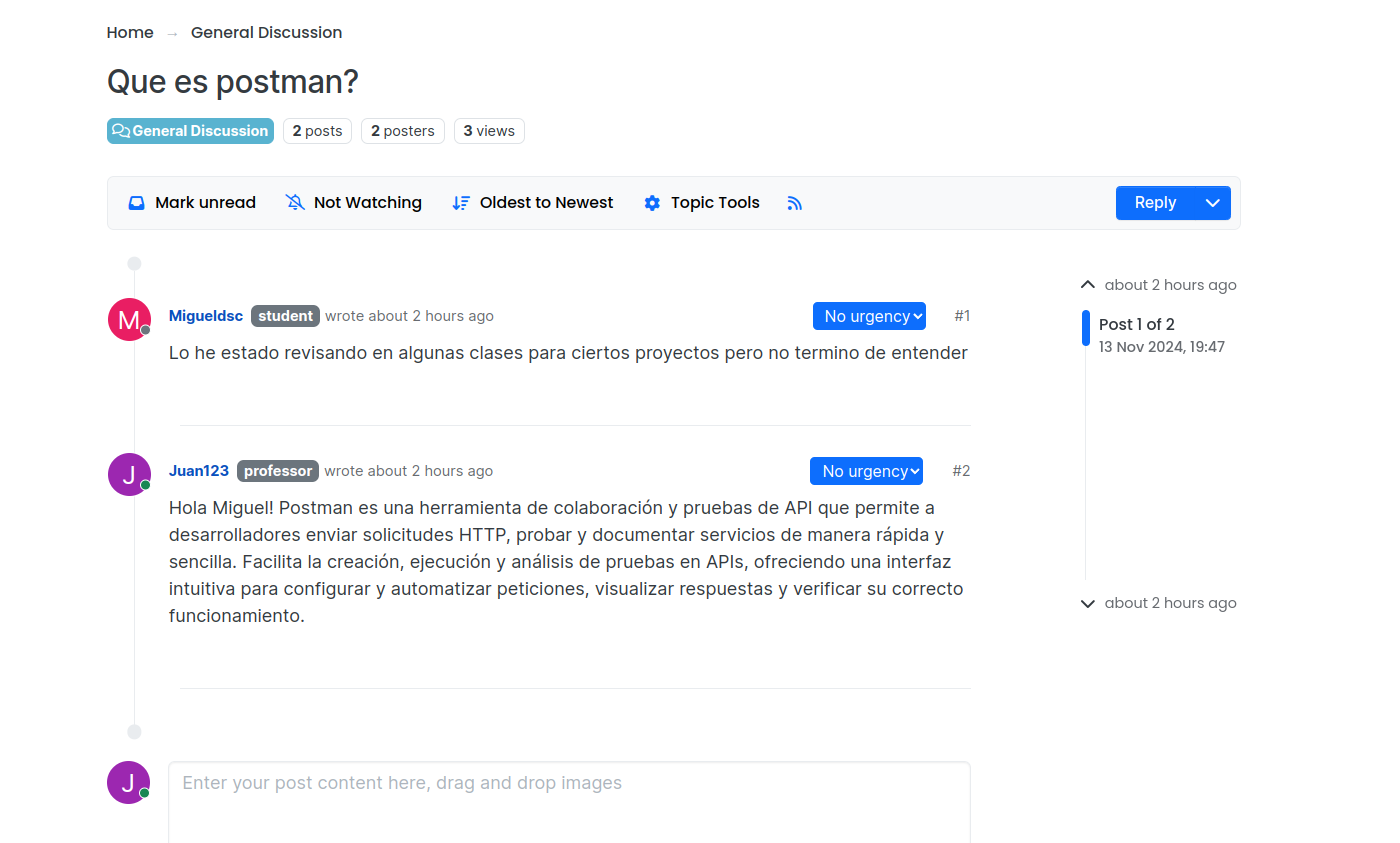 Home → General Discussion
Que es postman?
General Discussion 2 posts 2 posters 3 views
Mark unread Not Watching Oldest to Newest Topic Tools Reply
about 2 hours ago
M Migueldsc student wrote about 2 hours ago No urgency #1
Post 1 of 2
13 Nov 2024, 19:47
Lo he estado revisando en algunas clases para ciertos proyectos pero no termino de entender
J Juan123 professor wrote about 2 hours ago No urgency #2
Hola Miguel! Postman es una herramienta de colaboración y pruebas de API que permite a
desarrolladores enviar solicitudes HTTP, probar y documentar servicios de manera rápida y
sencilla. Facilita la creación, ejecución y análisis de pruebas en APIs, ofreciendo una interfaz
intuitiva para configurar y automatizar peticiones, visualizar respuestas y verificar su correcto
funcionamiento.
about 2 hours ago
J
Enter your post content here, drag and drop images